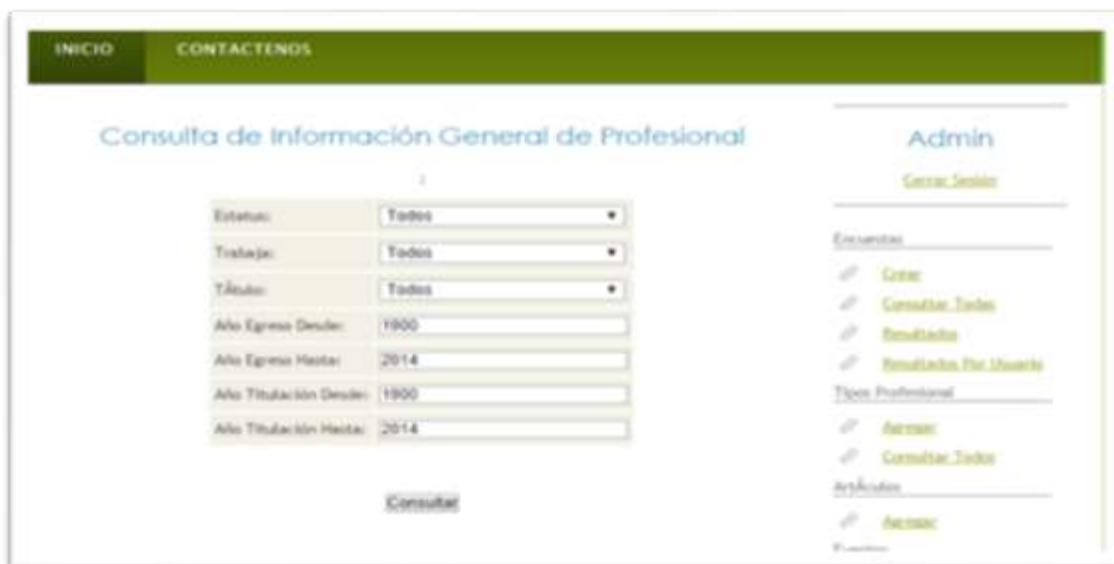 INICIO CONTACTENOS
Consulta de Información General de Profesional
:
Estatus: Todos
Trabaja: Todos
TÃtulo: Todos
Año Egreso Desde: 1900
Año Egreso Hasta: 2014
Año Titulación Desde: 1900
Año Titulación Hasta: 2014
Consultar
Admin
Cerrar Sesión
Encuestas
Crear
Consultar Todas
Resultados
Resultados Por Usuario
Tipos Profesional
Agregar
Consultar Todos
ArtÃculos
Agregar
Eventos